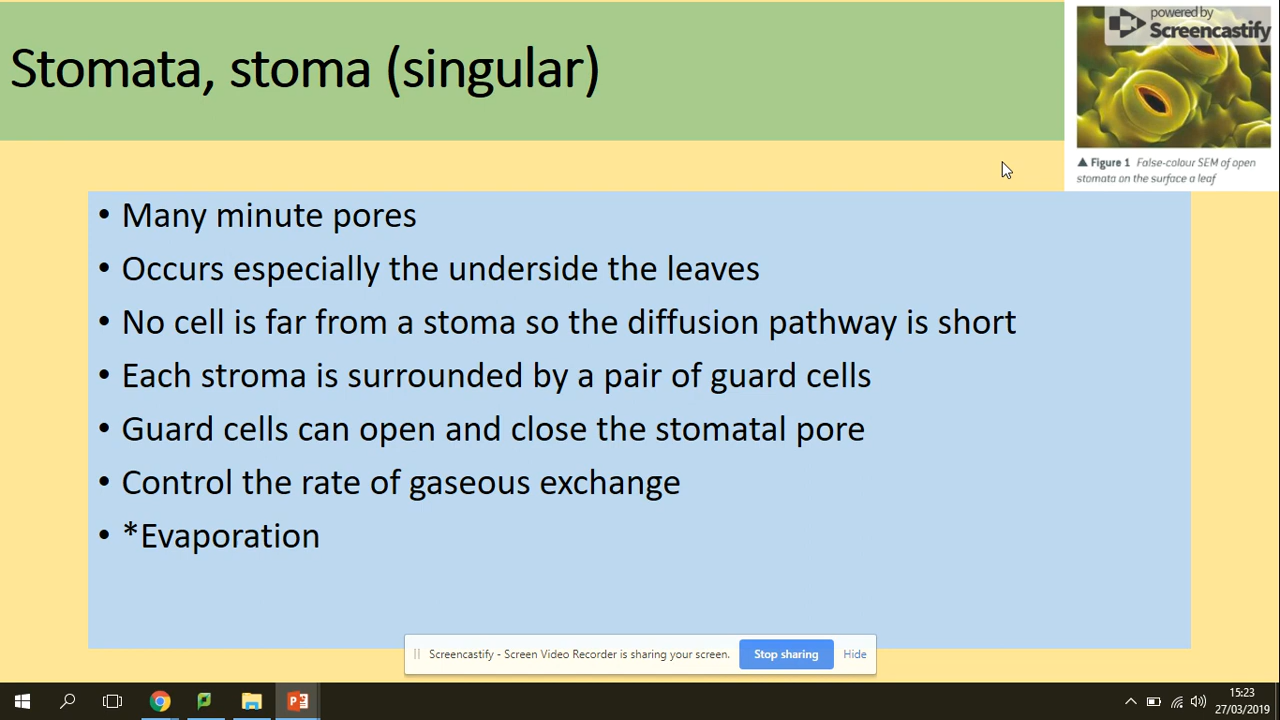 Stomata, stoma (singular)
powered by
Screencastify
▲ Figure 1 False-colour SEM of open
stomata on the surface a leaf
• Many minute pores
• Occurs especially the underside the leaves
• No cell is far from a stoma so the diffusion pathway is short
• Each stroma is surrounded by a pair of guard cells
• Guard cells can open and close the stomatal pore
• Control the rate of gaseous exchange
• *Evaporation
Screencastify - Screen Video Recorder is sharing your screen. Stop sharing Hide
15:23
27/03/2019